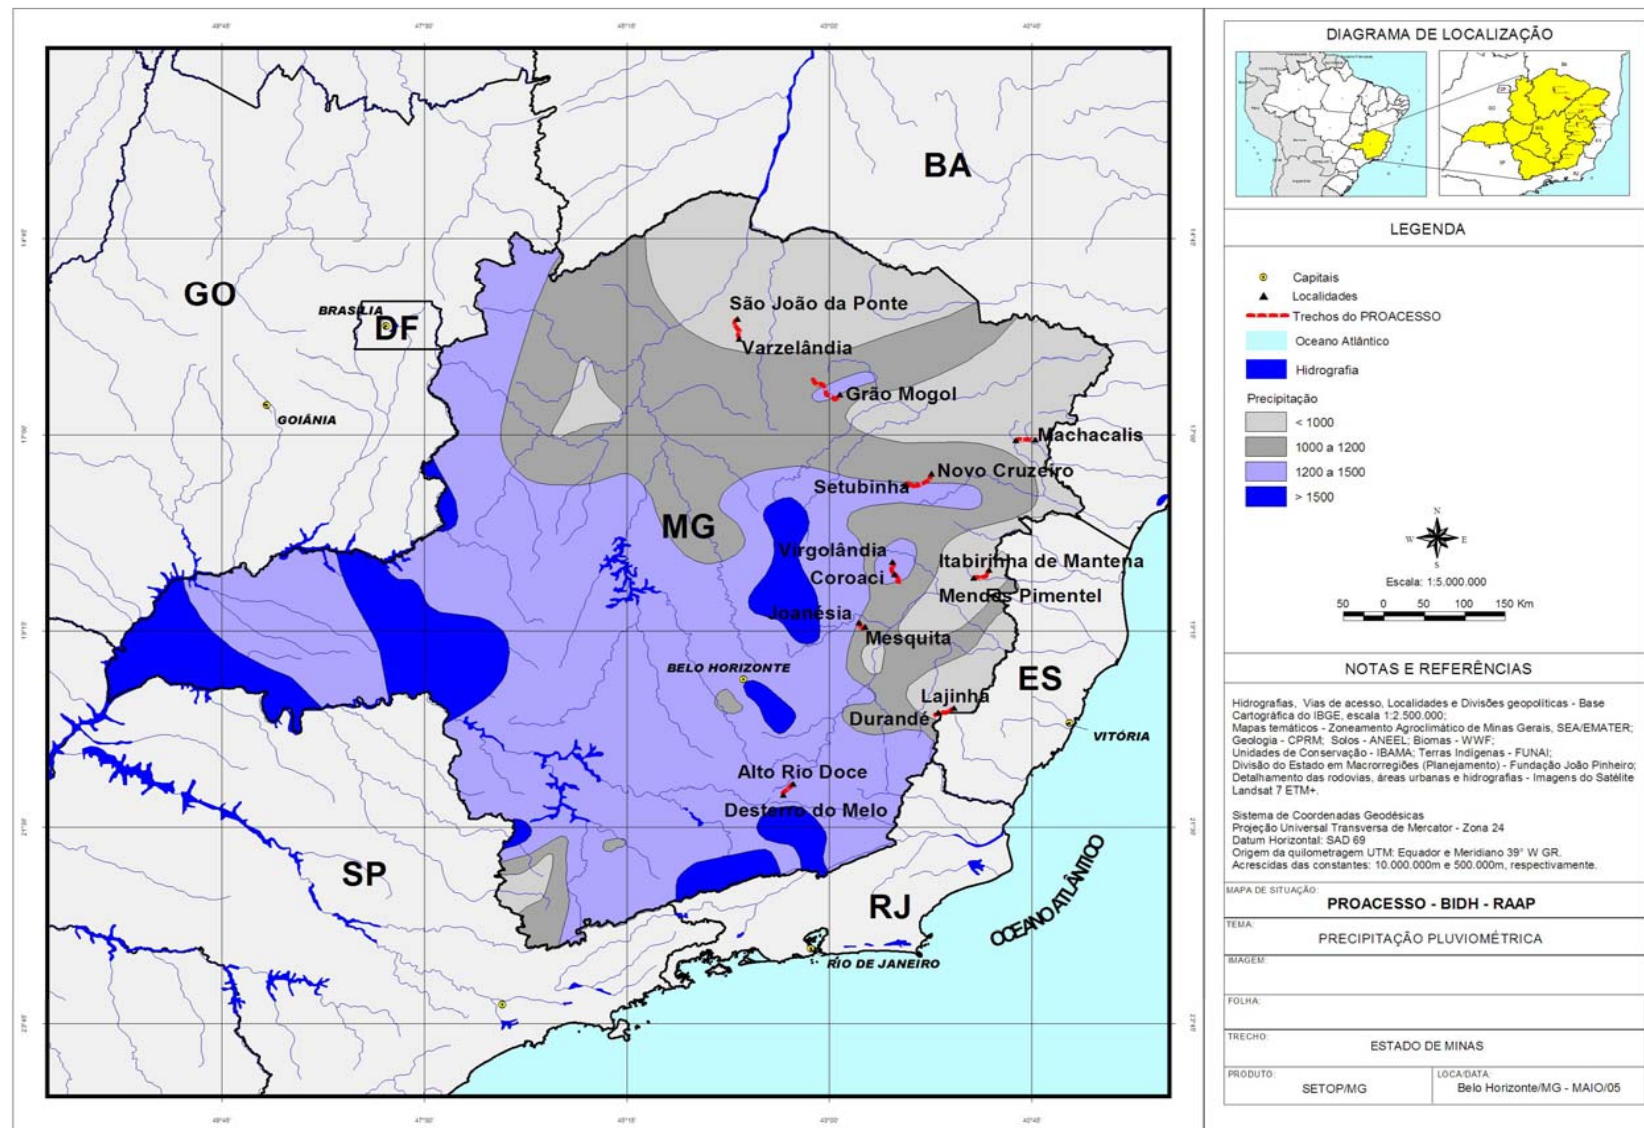 GO
BRASÍLIA
DF
GOIÂNIA
BA
São João da Ponte
Varzelândia
Grão Mogol
Machacalis
Novo Cruzeiro
Setubinha
MG
Virgolândia
Coroaci
Itabirinha de Mantena
Mendes Pimentel
Joanésia
Mesquita
BELO HORIZONTE
ES
Lajinha
Durandé
VITÓRIA
Alto Rio Doce
Desterro do Melo
SP
RJ
OCEANO ATLÂNTICO
RIO DE JANEIRO
DIAGRAMA DE LOCALIZAÇÃO
LEGENDA
Capitais
Localidades
Trechos do PROACESSO
Oceano Atlântico
Hidrografia
Precipitação
< 1000
1000 a 1200
1200 a 1500
> 1500
N
W E
S
Escala: 1:5.000.000
50 0 50 100 150 Km
NOTAS E REFERÊNCIAS
Hidrografias, Vias de acesso, Localidades e Divisões geopolíticas - Base
Cartográfica do IBGE, escala 1:2.500.000;
Mapas temáticos - Zoneamento Agroclimático de Minas Gerais, SEA/EMATER;
Geologia - CPRM; Solos - ANEEL; Biomas - WWF;
Unidades de Conservação - IBAMA; Terras Indígenas - FUNAI;
Divisão do Estado em Macrorregiões (Planejamento) - Fundação João Pinheiro;
Detalhamento das rodovias, áreas urbanas e hidrografias - Imagens do Satélite
Landsat 7 ETM+.
Sistema de Coordenadas Geodésicas
Projeção Universal Transversa de Mercator - Zona 24
Datum Horizontal: SAD 69
Origem da quilometragem UTM: Equador e Meridiano 39° W GR.
Acrescidas das constantes: 10.000.000m e 500.000m, respectivamente.
MAPA DE SITUAÇÃO:
PROACESSO - BIDH - RAAP
TEMA:
PRECIPITAÇÃO PLUVIOMÉTRICA
IMAGEM:
FOLHA:
TRECHO:
ESTADO DE MINAS
PRODUTO:
SETOP/MG
LOCA/DATA:
Belo Horizonte/MG - MAIO/05